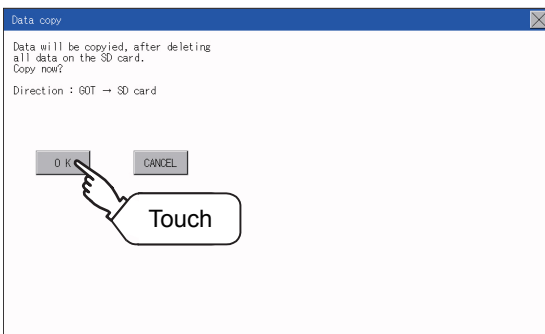 Data copy
Data will be copyied, after deleting
all data on the SD card.
Copy now?
Direction : GOT → SD card
O K CANCEL
Touch